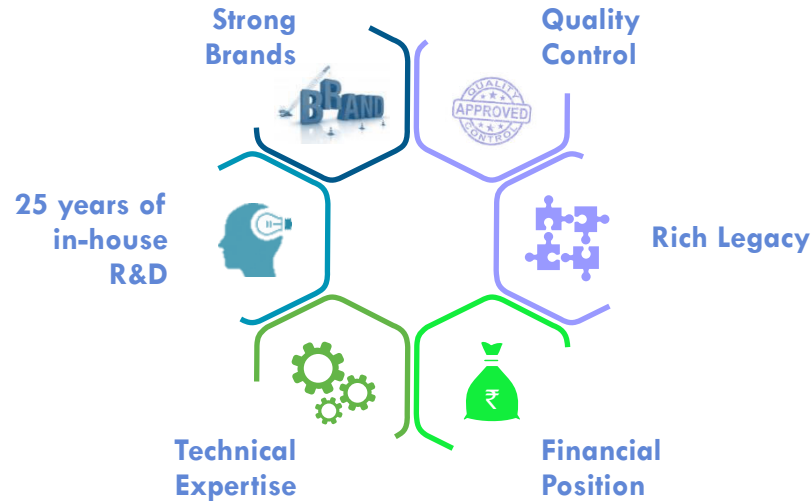 Strong
Brands
BRAND
Quality
Control
QUALITY
APPROVED
CONTROL
25 years of
in-house
R&D
Rich Legacy
₹
Technical
Expertise
Financial
Position